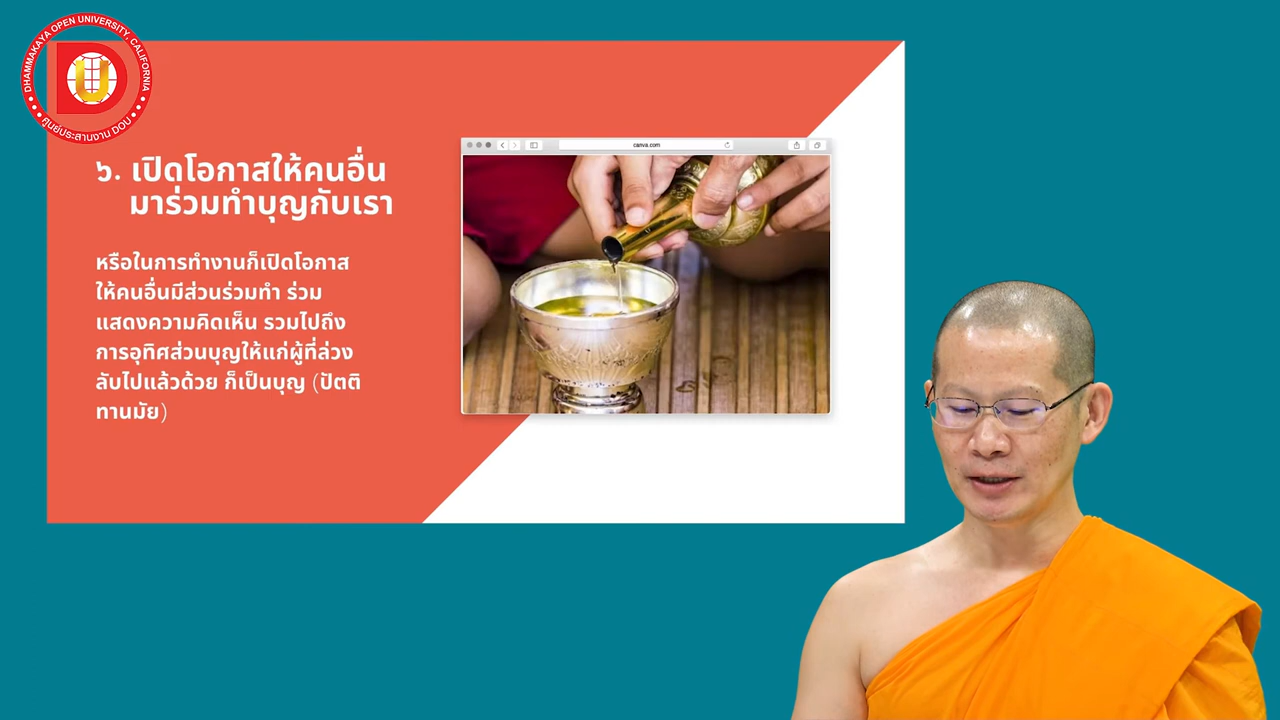 DHAMMAKAYA OPEN UNIVERSITY, CALIFORNIA
D
U
ศูนย์ประสานงาน DOU
๖. เปิดโอกาสให้คนอื่น
มาร่วมทำบุญกับเรา
หรือในการทำงานก็เปิดโอกาส
ให้คนอื่นมีส่วนร่วมทำ ร่วม
แสดงความคิดเห็น รวมไปถึง
การอุทิศส่วนบุญให้แก่ผู้ที่ล่วง
ลับไปแล้วด้วย ก็เป็นบุญ (ปัตติ
ทานมัย)
canva.com